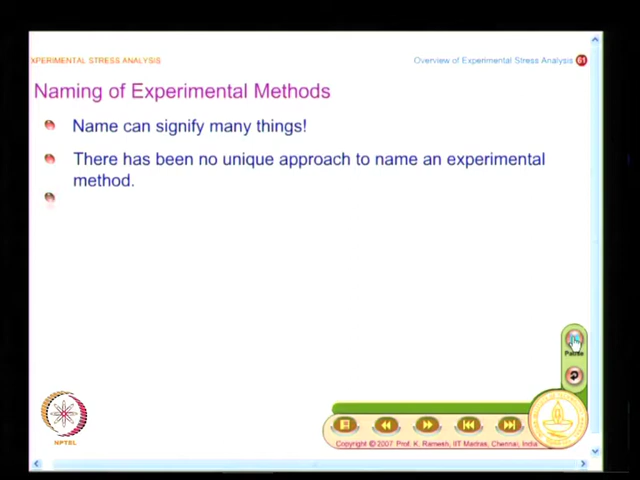 XPERIMENTAL STRESS ANALYSIS
Overview of Experimental Stress Analysis 61
Naming of Experimental Methods
Name can signify many things!
There has been no unique approach to name an experimental
method.
NPTEL
Copyright © 2007 Prof. K. Ramesh, IIT Madras, Chennai, India